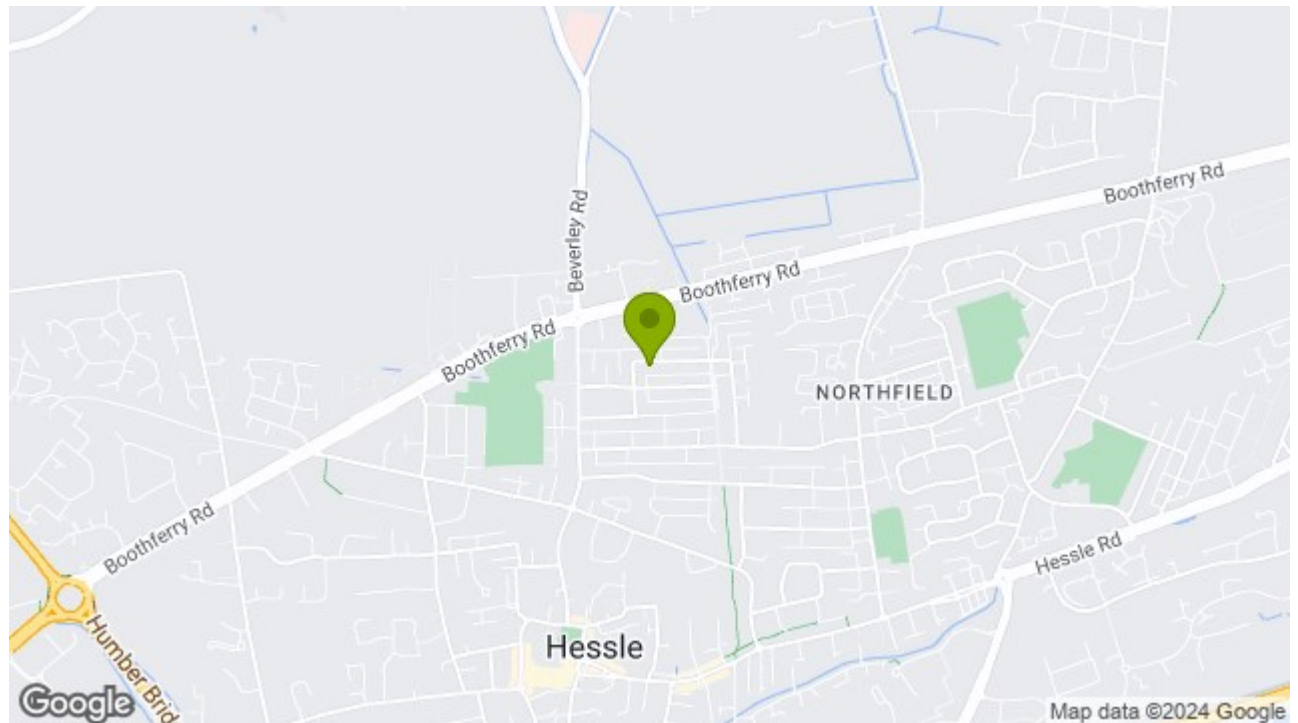 Boothferry Rd
Beverley Rd
Boothferry Rd
Boothferry Rd
NORTHFIELD
Boothferry Rd
Hessle Rd
Humber Brid
Hessle
Google
Map data ©2024 Google